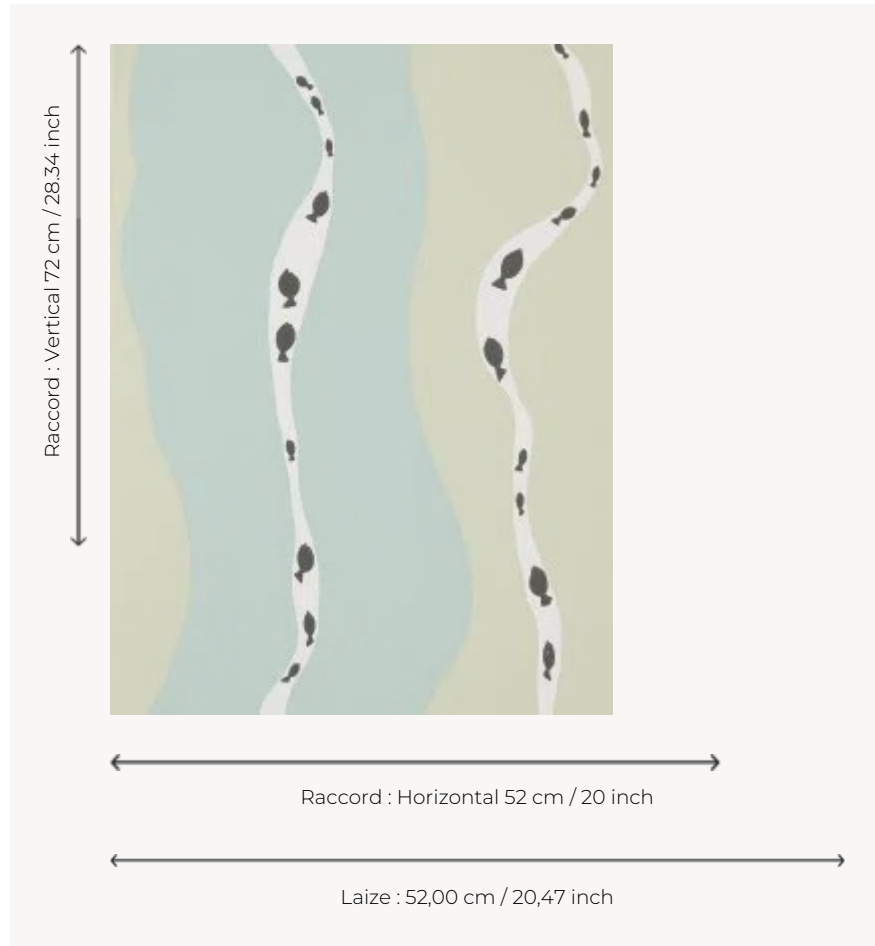 Raccord : Vertical 72 cm / 28.34 inch
Raccord : Horizontal 52 cm / 20 inch
Laize : 52,00 cm / 20,47 inch